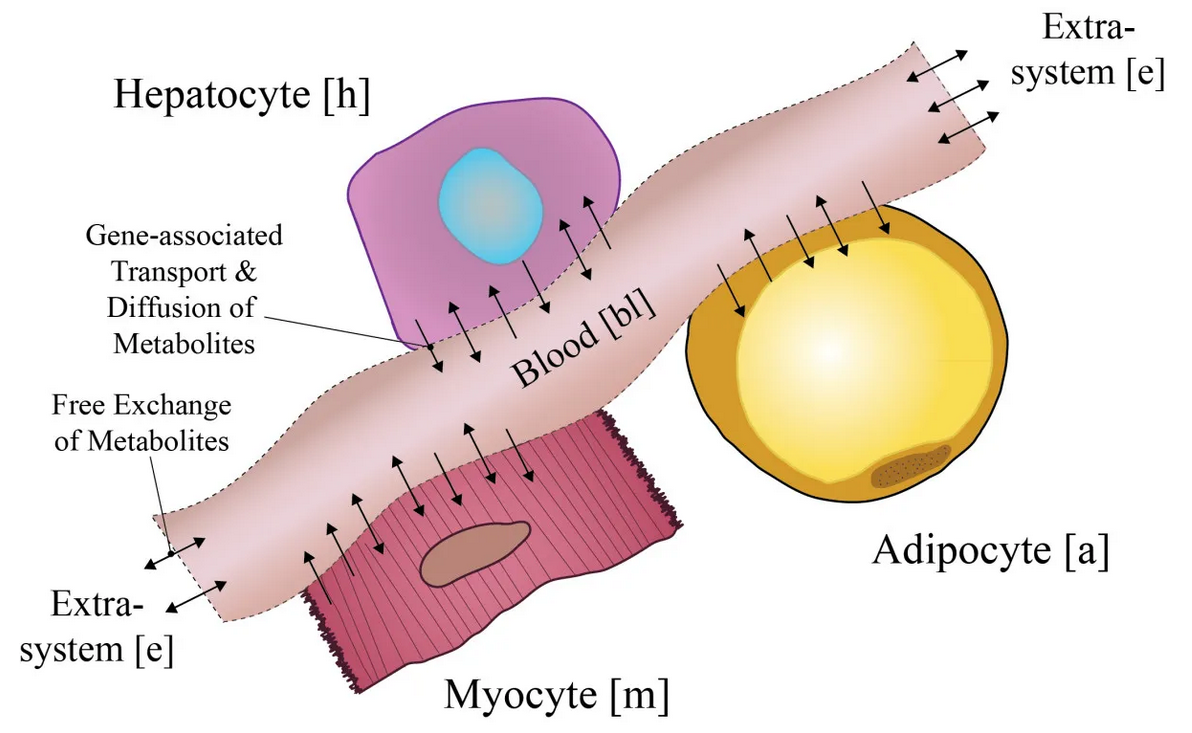 Extra-
system [e]
Hepatocyte [h]
Gene-associated
Transport &
Diffusion of
Metabolites
Blood [bl]
Free Exchange
of Metabolites
Adipocyte [a]
Extra-
system [e]
Myocyte [m]